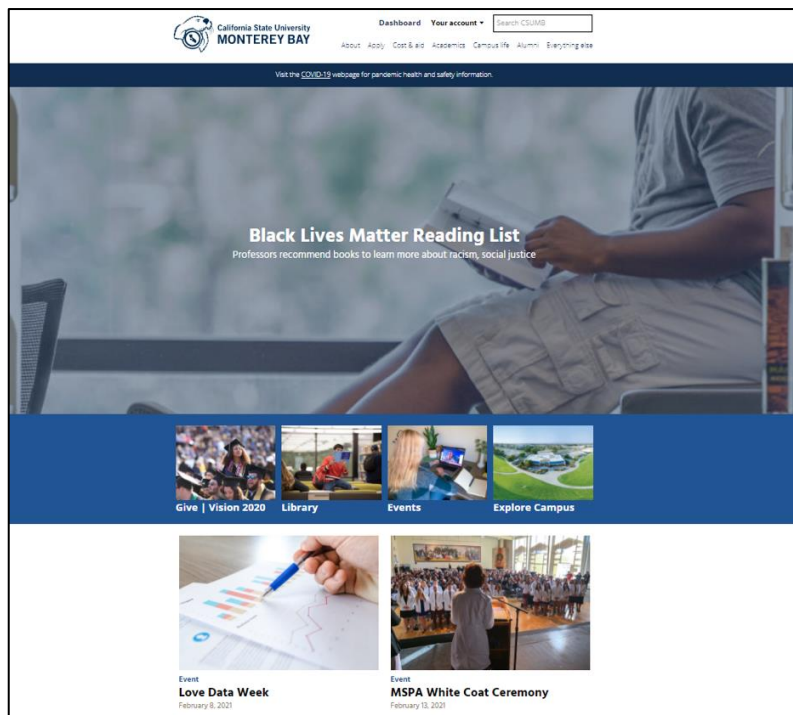 California State University
MONTEREY BAY
Dashboard Your account Search CSUMB
About Apply Cost & aid Academics Campus life Alumni Everything else
Visit the COVID-19 webpage for pandemic health and safety information.
Black Lives Matter Reading List
Professors recommend books to learn more about racism, social justice
Give | Vision 2020 Library Events Explore Campus
Event Event
Love Data Week MSPA White Coat Ceremony
February 8, 2021 February 13, 2021